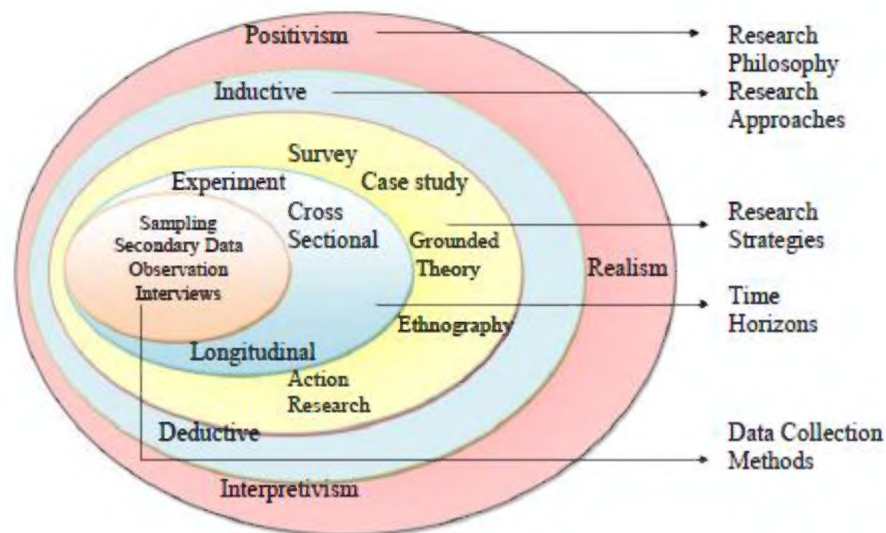 Positivism
Research
Philosophy
Inductive
Research
Approaches
Survey
Experiment
Case study
Cross
Sectional
Sampling
Secondary Data
Observation
Interviews
Grounded
Theory
Research
Strategies
Realism
Time
Horizons
Ethnography
Longitudinal
Action
Research
Deductive
Data Collection
Methods
Interpretivism